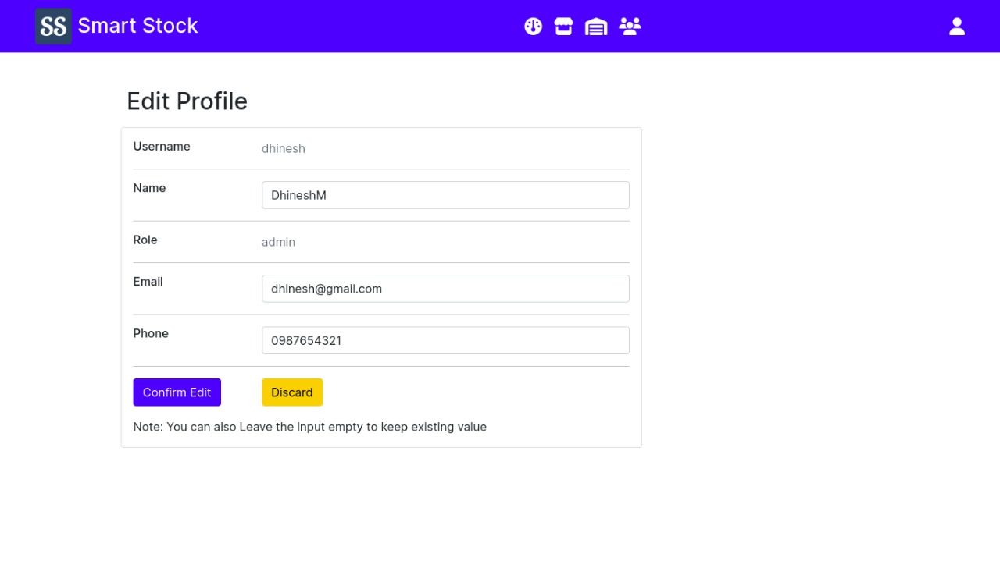 SS Smart Stock
Edit Profile
Username dhinesh
Name DhineshM
Role admin
Email dhinesh@gmail.com
Phone 0987654321
Confirm Edit Discard
Note: You can also Leave the input empty to keep existing value